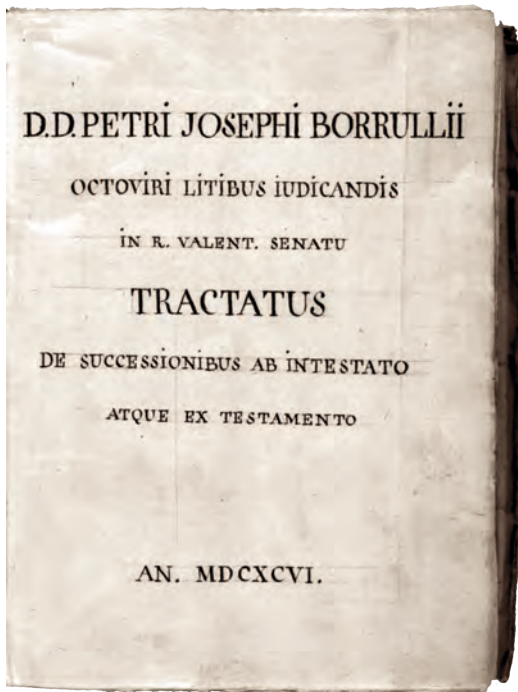 D.D. PETRI JOSEPHI BORRULLII
OCTOVIRI LITIBUS IUDICANDIS
IN R. VALENT. SENATU
TRACTATUS
DE SUCCESSIONIBUS AB INTESTATO
ATQUE EX TESTAMENTO
AN. MDCXCVI.